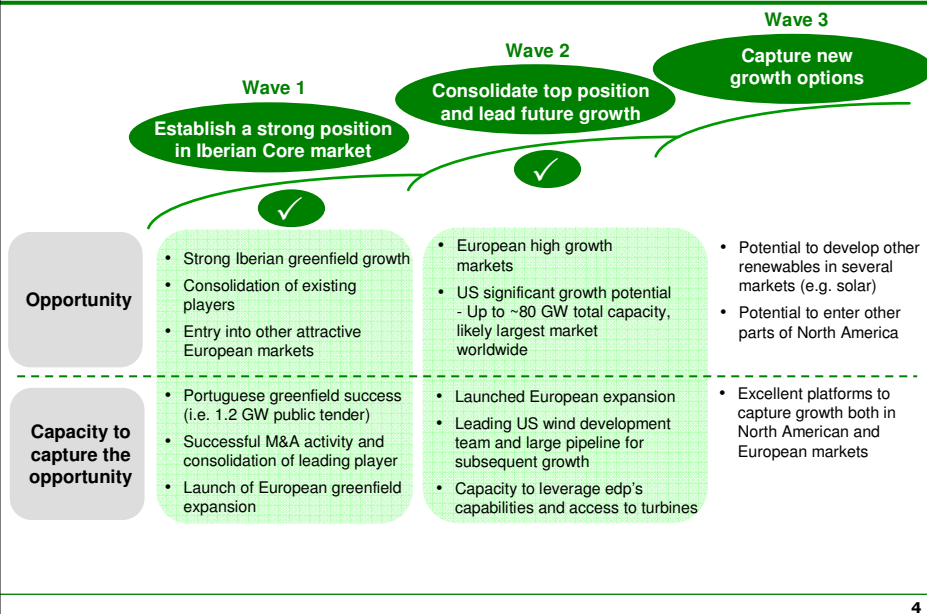 Wave 3
Capture new
growth options
Wave 2
Consolidate top position
and lead future growth
Wave 1
Establish a strong position
in Iberian Core market
Opportunity
• Strong Iberian greenfield growth
• Consolidation of existing
players
• Entry into other attractive
European markets
• European high growth
markets
• US significant growth potential
- Up to ~80 GW total capacity,
likely largest market
worldwide
• Potential to develop other
renewables in several
markets (e.g. solar)
• Potential to enter other
parts of North America
Capacity to
capture the
opportunity
• Portuguese greenfield success
(i.e. 1.2 GW public tender)
• Successful M&A activity and
consolidation of leading player
• Launch of European greenfield
expansion
• Launched European expansion
• Leading US wind development
team and large pipeline for
subsequent growth
• Capacity to leverage edp's
capabilities and access to turbines
• Excellent platforms to
capture growth both in
North American and
European markets
4